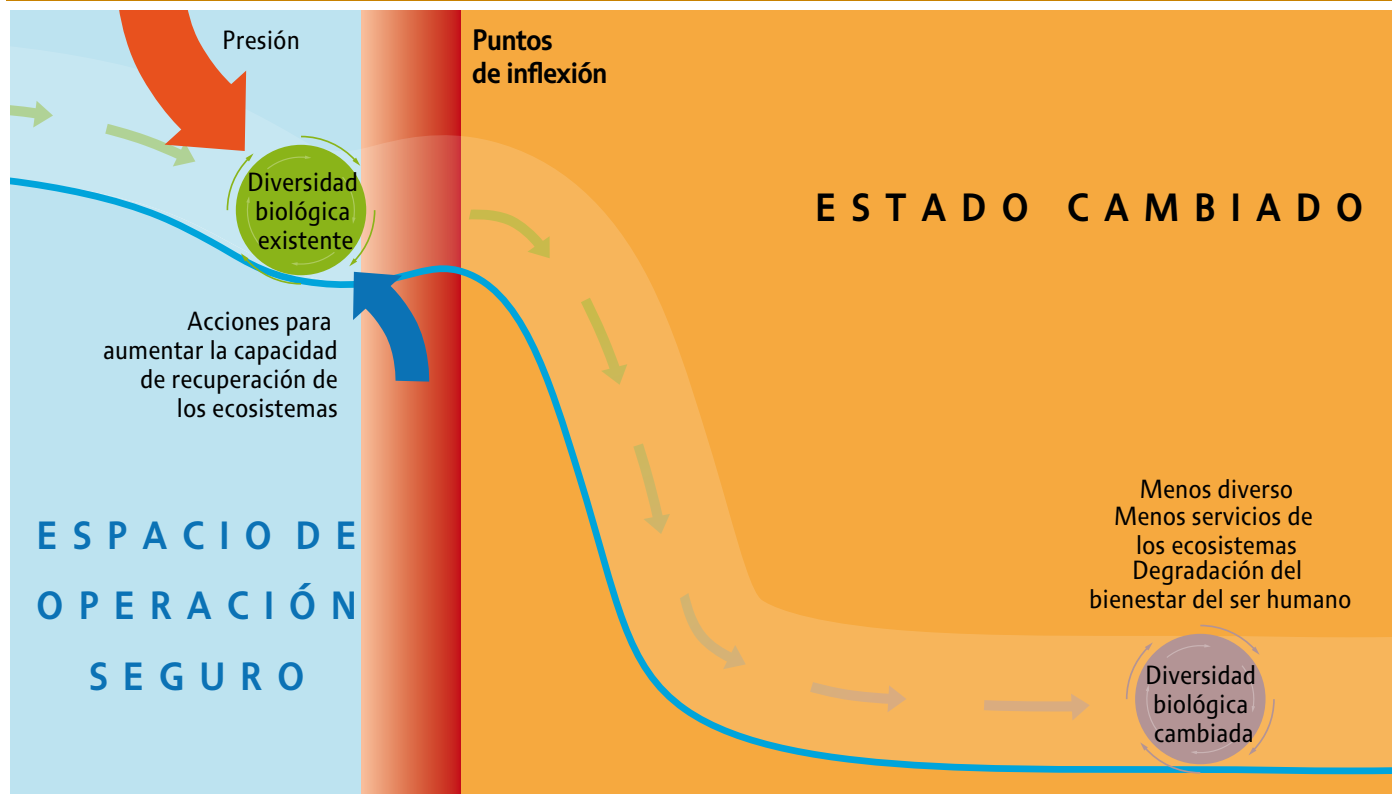 Presión
Puntos
de inflexión
Diversidad
biológica
existente
ESTADO CAMBIADO
Acciones para
aumentar la capacidad
de recuperación de
los ecosistemas
ESPACIO DE
OPERACIÓN
SEGURO
Menos diverso
Menos servicios de
los ecosistemas
Degradación del
bienestar del ser humano
Diversidad
biológica
cambiada